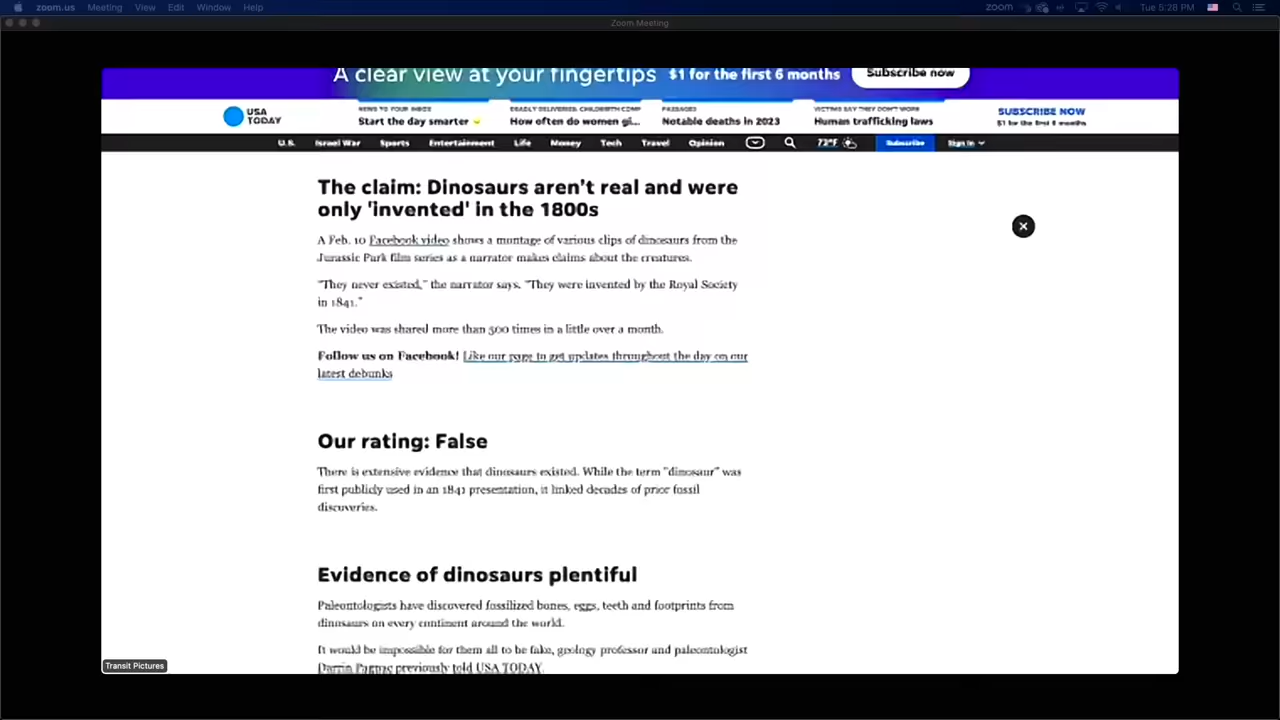 zoom.us Meeting View Edit Window Help
zoom Tue 5:28 PM
Zoom Meeting
A clear view at your fingertips $1 for the first 6 months Subscribe now
USA TODAY
NEWS TO YOUR INBOX
Start the day smarter
DEADLY DELIVERIES: CHILDBIRTH COMP
How often do women gi...
PASSAGES
Notable deaths in 2023
VICTIMS SAY THEY DON'T WORK
Human trafficking laws
SUBSCRIBE NOW
$1 for the first 6 months
U.S. Israel War Sports Entertainment Life Money Tech Travel Opinion 72°F Subscribe Sign In
The claim: Dinosaurs aren't real and were
only 'invented' in the 1800s
A Feb. 10 Facebook video shows a montage of various clips of dinosaurs from the
Jurassic Park film series as a narrator makes claims about the creatures.
"They never existed," the narrator says. "They were invented by the Royal Society
in 1841."
The video was shared more than 500 times in a little over a month.
Follow us on Facebook! Like our page to get updates throughout the day on our
latest debunks
Our rating: False
There is extensive evidence that dinosaurs existed. While the term "dinosaur" was
first publicly used in an 1841 presentation, it linked decades of prior fossil
discoveries.
Evidence of dinosaurs plentiful
Paleontologists have discovered fossilized bones, eggs, teeth and footprints from
dinosaurs on every continent around the world.
It would be impossible for them all to be fake, geology professor and paleontologist
Darrin Pagnac previously told USA TODAY.
Transit Pictures